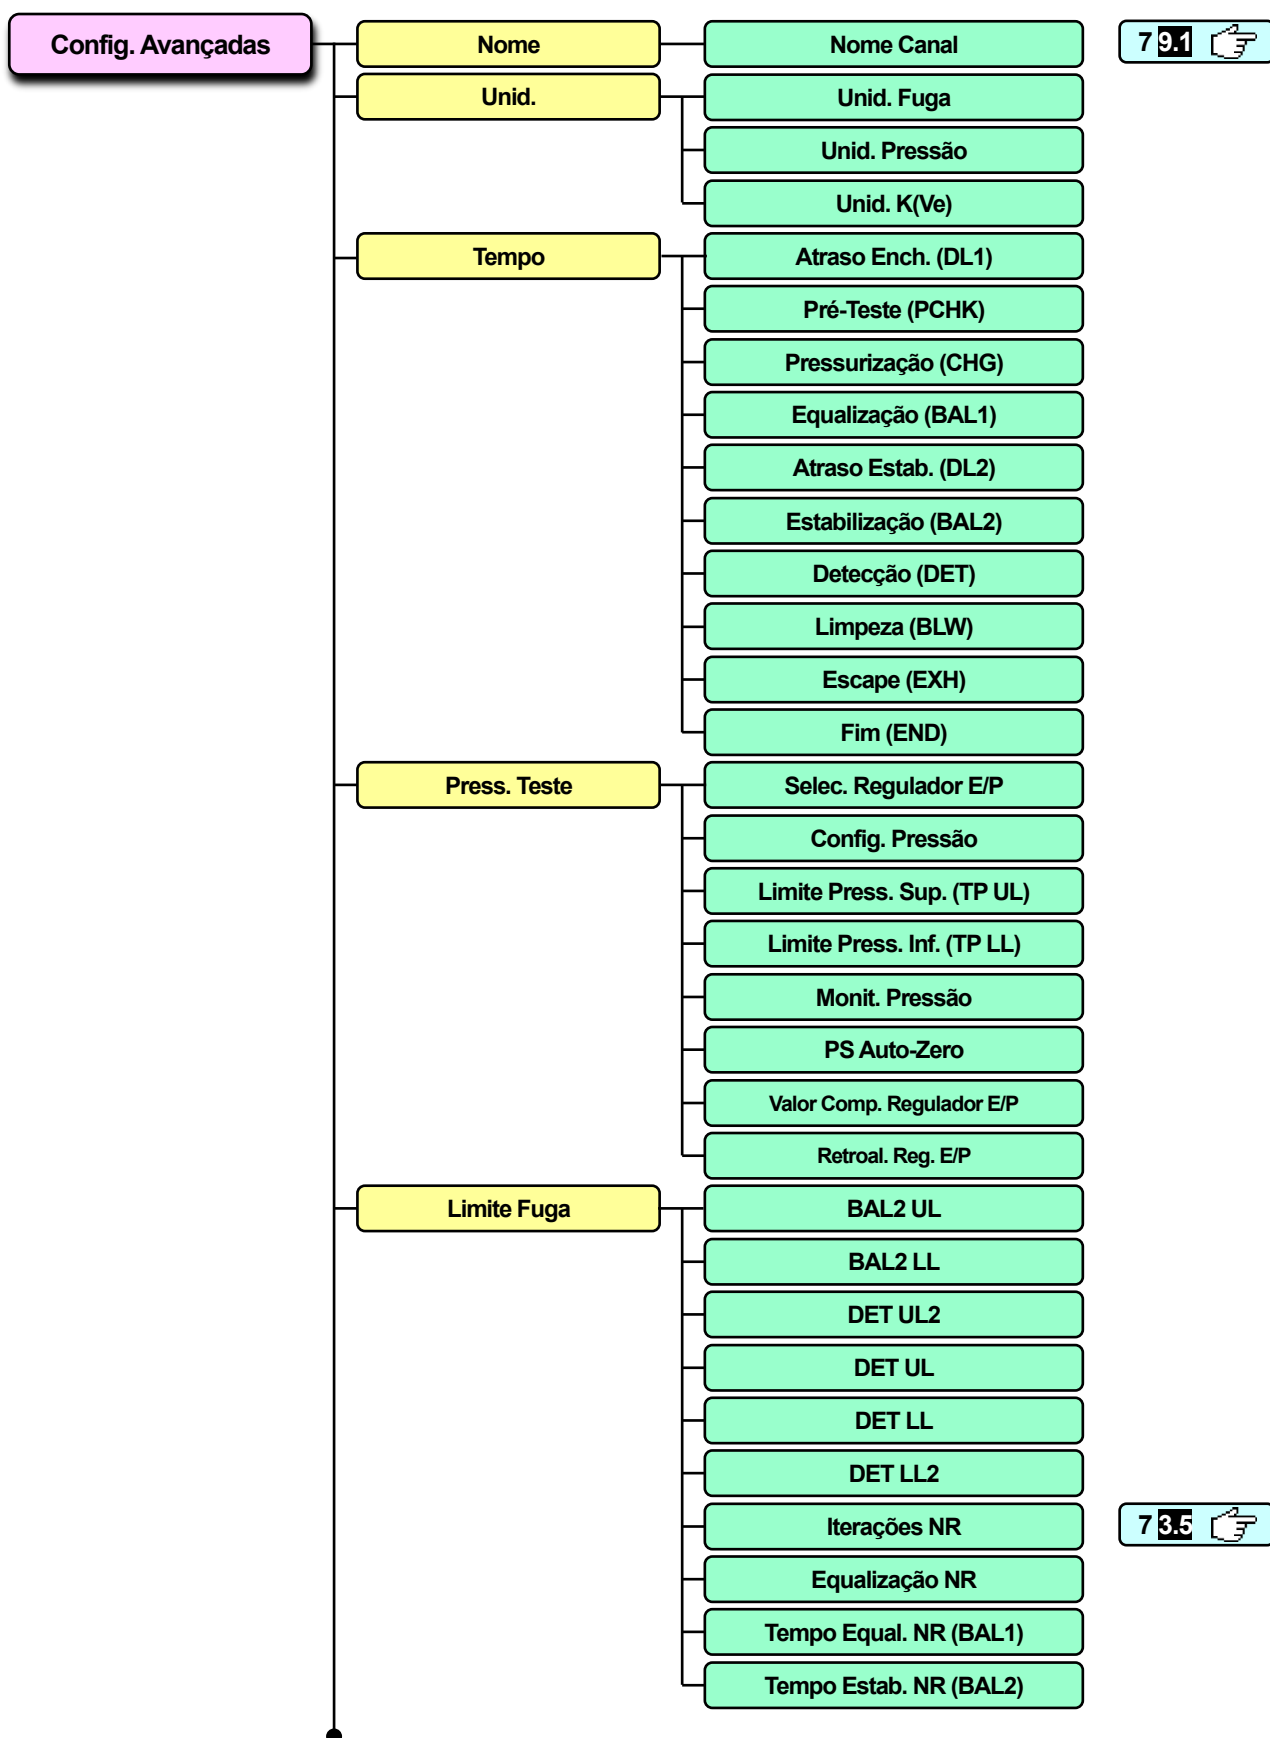 Config. Avançadas
Nome
Nome Canal
7 9.1
Unid.
Unid. Fuga
Unid. Pressão
Unid. K(Ve)
Tempo
Atraso Ench. (DL1)
Pré-Teste (PCHK)
Pressurização (CHG)
Equalização (BAL1)
Atraso Estab. (DL2)
Estabilização (BAL2)
Detecção (DET)
Limpeza (BLW)
Escape (EXH)
Fim (END)
Press. Teste
Selec. Regulador E/P
Config. Pressão
Limite Press. Sup. (TP UL)
Limite Press. Inf. (TP LL)
Monit. Pressão
PS Auto-Zero
Valor Comp. Regulador E/P
Retroal. Reg. E/P
Limite Fuga
BAL2 UL
BAL2 LL
DET UL2
DET UL
DET LL
DET LL2
Iterações NR
7 3.5
Equalização NR
Tempo Equal. NR (BAL1)
Tempo Estab. NR (BAL2)